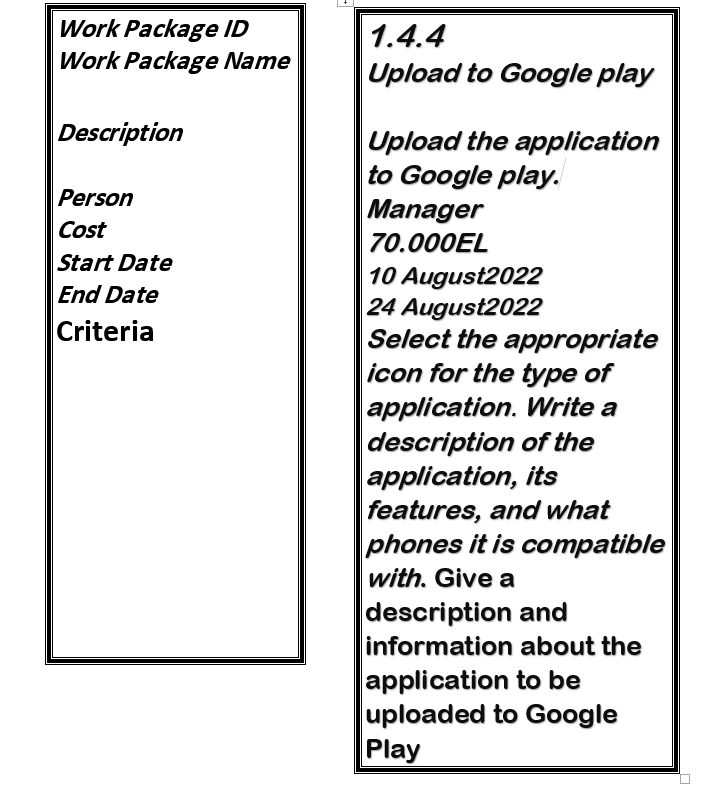 Work Package ID
Work Package Name
Description
Person
Cost
Start Date
End Date
Criteria
1.4.4
Upload to Google play
Upload the application
to Google play.
Manager
70.000EL
10 August2022
24 August2022
Select the appropriate
icon for the type of
application. Write a
description of the
application, its
features, and what
phones it is compatible
with. Give a
description and
information about the
application to be
uploaded to Google
Play